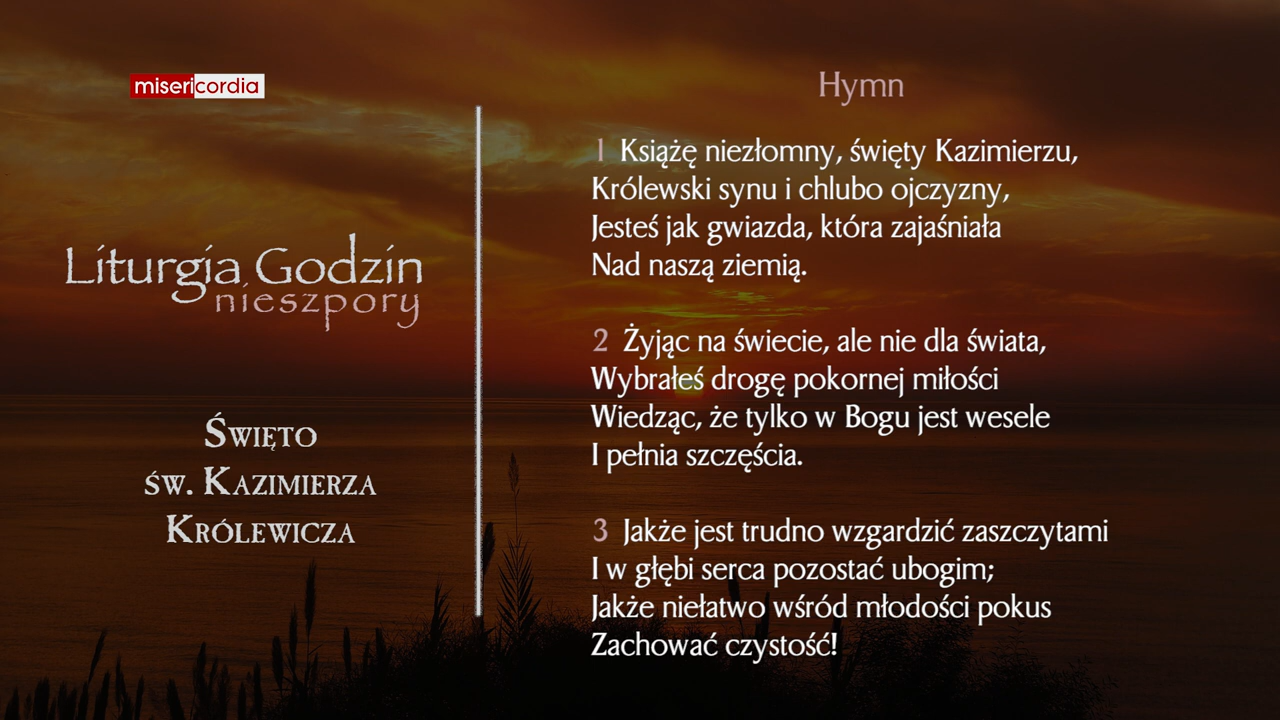 misericordia
Liturgia Godzin
nieszpory
Święto
św. Kazimierza
Królewicza
Hymn
1 Książę niezłomny, święty Kazimierzu,
Królewski synu i chlubo ojczyzny,
Jesteś jak gwiazda, która zajaśniała
Nad naszą ziemią.
2 Żyjąc na świecie, ale nie dla świata,
Wybrałeś drogę pokornej miłości
Wiedząc, że tylko w Bogu jest wesele
I pełnia szczęścia.
3 Jakże jest trudno wzgardzić zaszczytami
I w głębi serca pozostać ubogim;
Jakże niełatwo wśród młodości pokus
Zachować czystość!